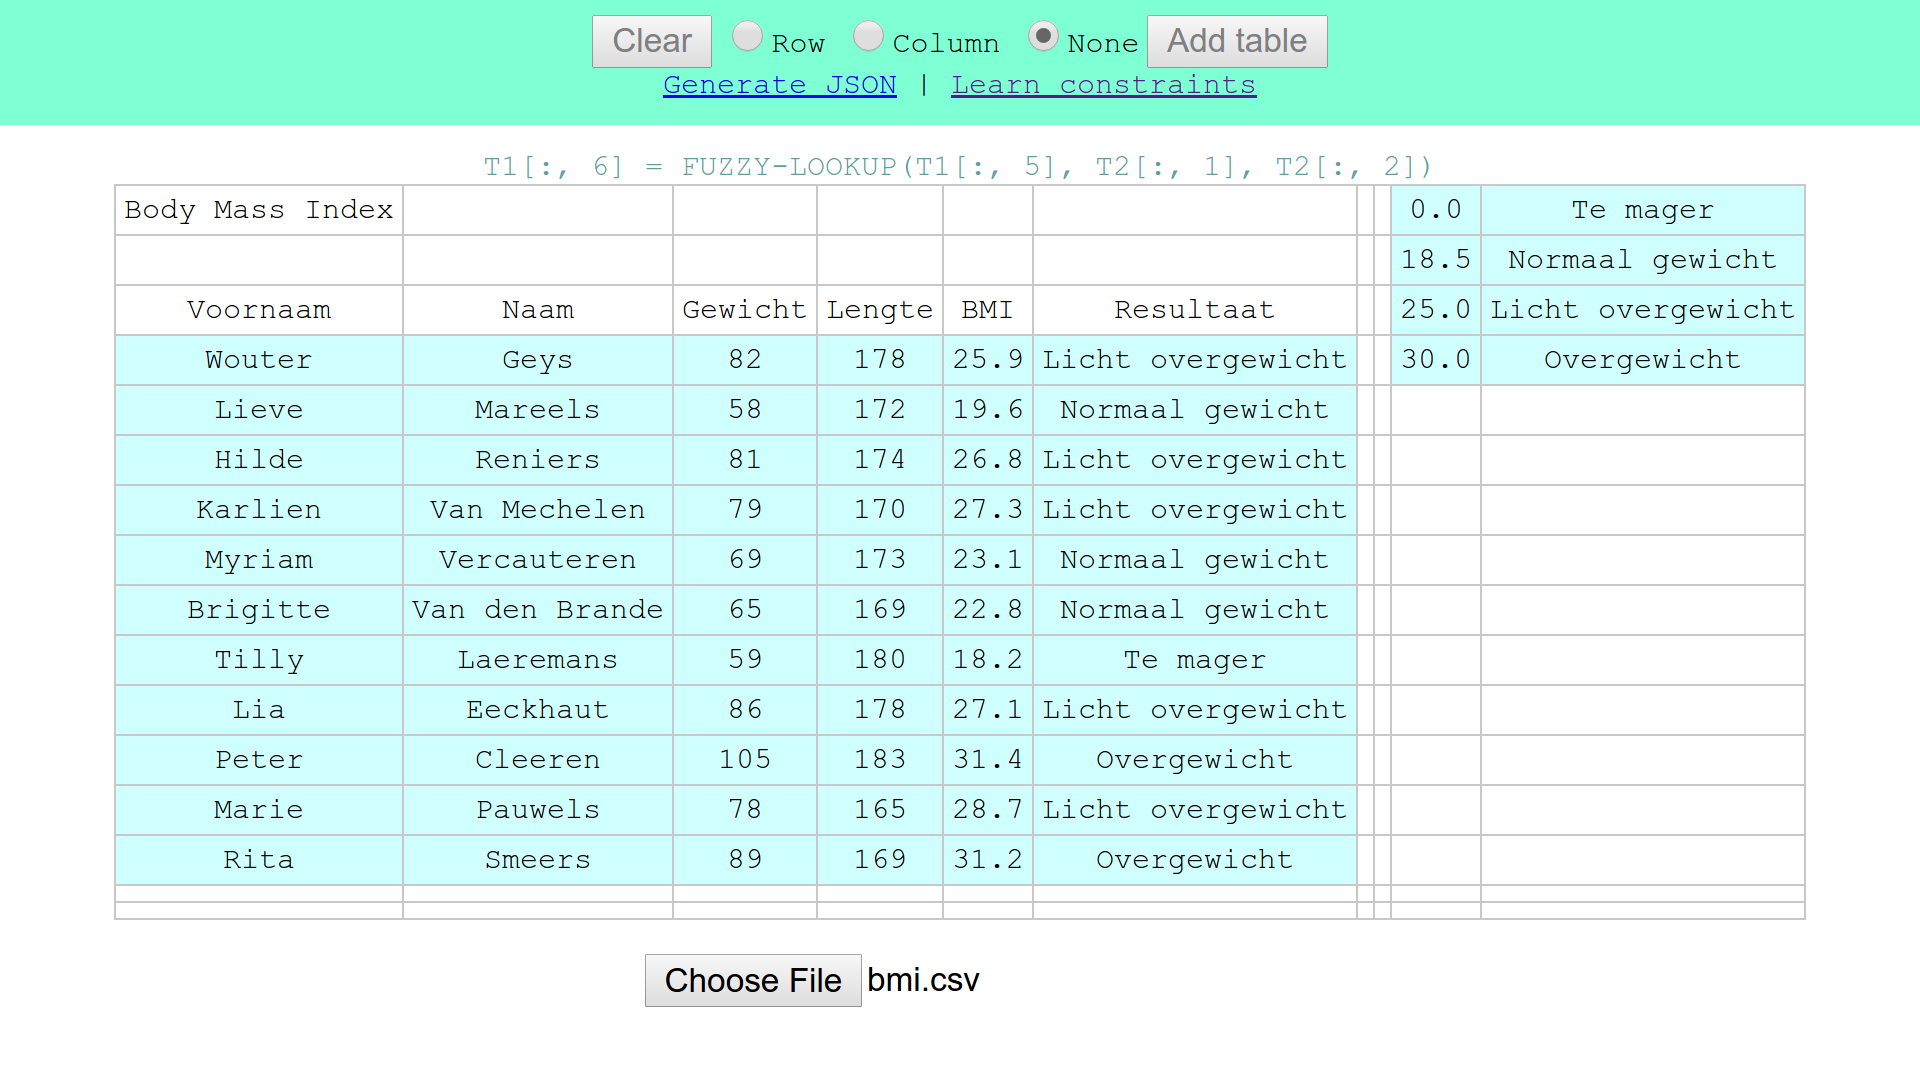 Clear Row Column None Add table
Generate JSON | Learn constraints
T1[:, 6] = FUZZY-LOOKUP(T1[:, 5], T2[:, 1], T2[:, 2])
Body Mass Index 0.0 Te mager
18.5 Normaal gewicht
Voornaam Naam Gewicht Lengte BMI Resultaat 25.0 Licht overgewicht
Wouter Geys 82 178 25.9 Licht overgewicht 30.0 Overgewicht
Lieve Mareels 58 172 19.6 Normaal gewicht
Hilde Reniers 81 174 26.8 Licht overgewicht
Karlien Van Mechelen 79 170 27.3 Licht overgewicht
Myriam Vercauteren 69 173 23.1 Normaal gewicht
Brigitte Van den Brande 65 169 22.8 Normaal gewicht
Tilly Laeremans 59 180 18.2 Te mager
Lia Eeckhaut 86 178 27.1 Licht overgewicht
Peter Cleeren 105 183 31.4 Overgewicht
Marie Pauwels 78 165 28.7 Licht overgewicht
Rita Smeers 89 169 31.2 Overgewicht
Choose File bmi.csv